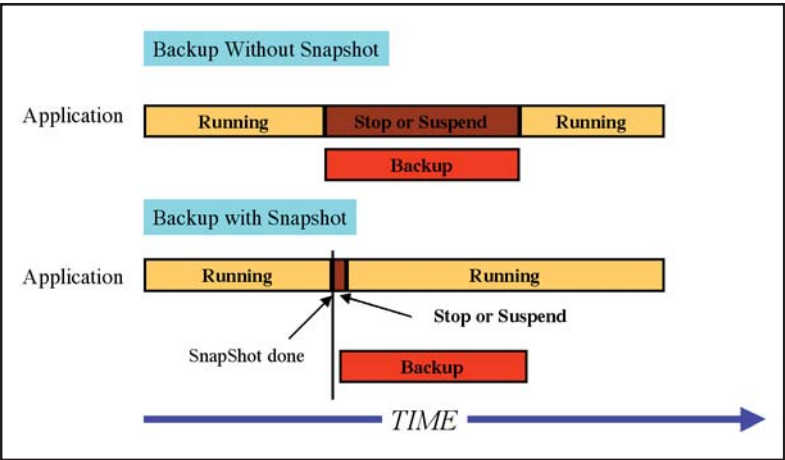 Backup Without Snapshot
Application
Running
Stop or Suspend
Running
Backup
Backup with Snapshot
Application
Running
Running
Stop or Suspend
SnapShot done
Backup
TIME